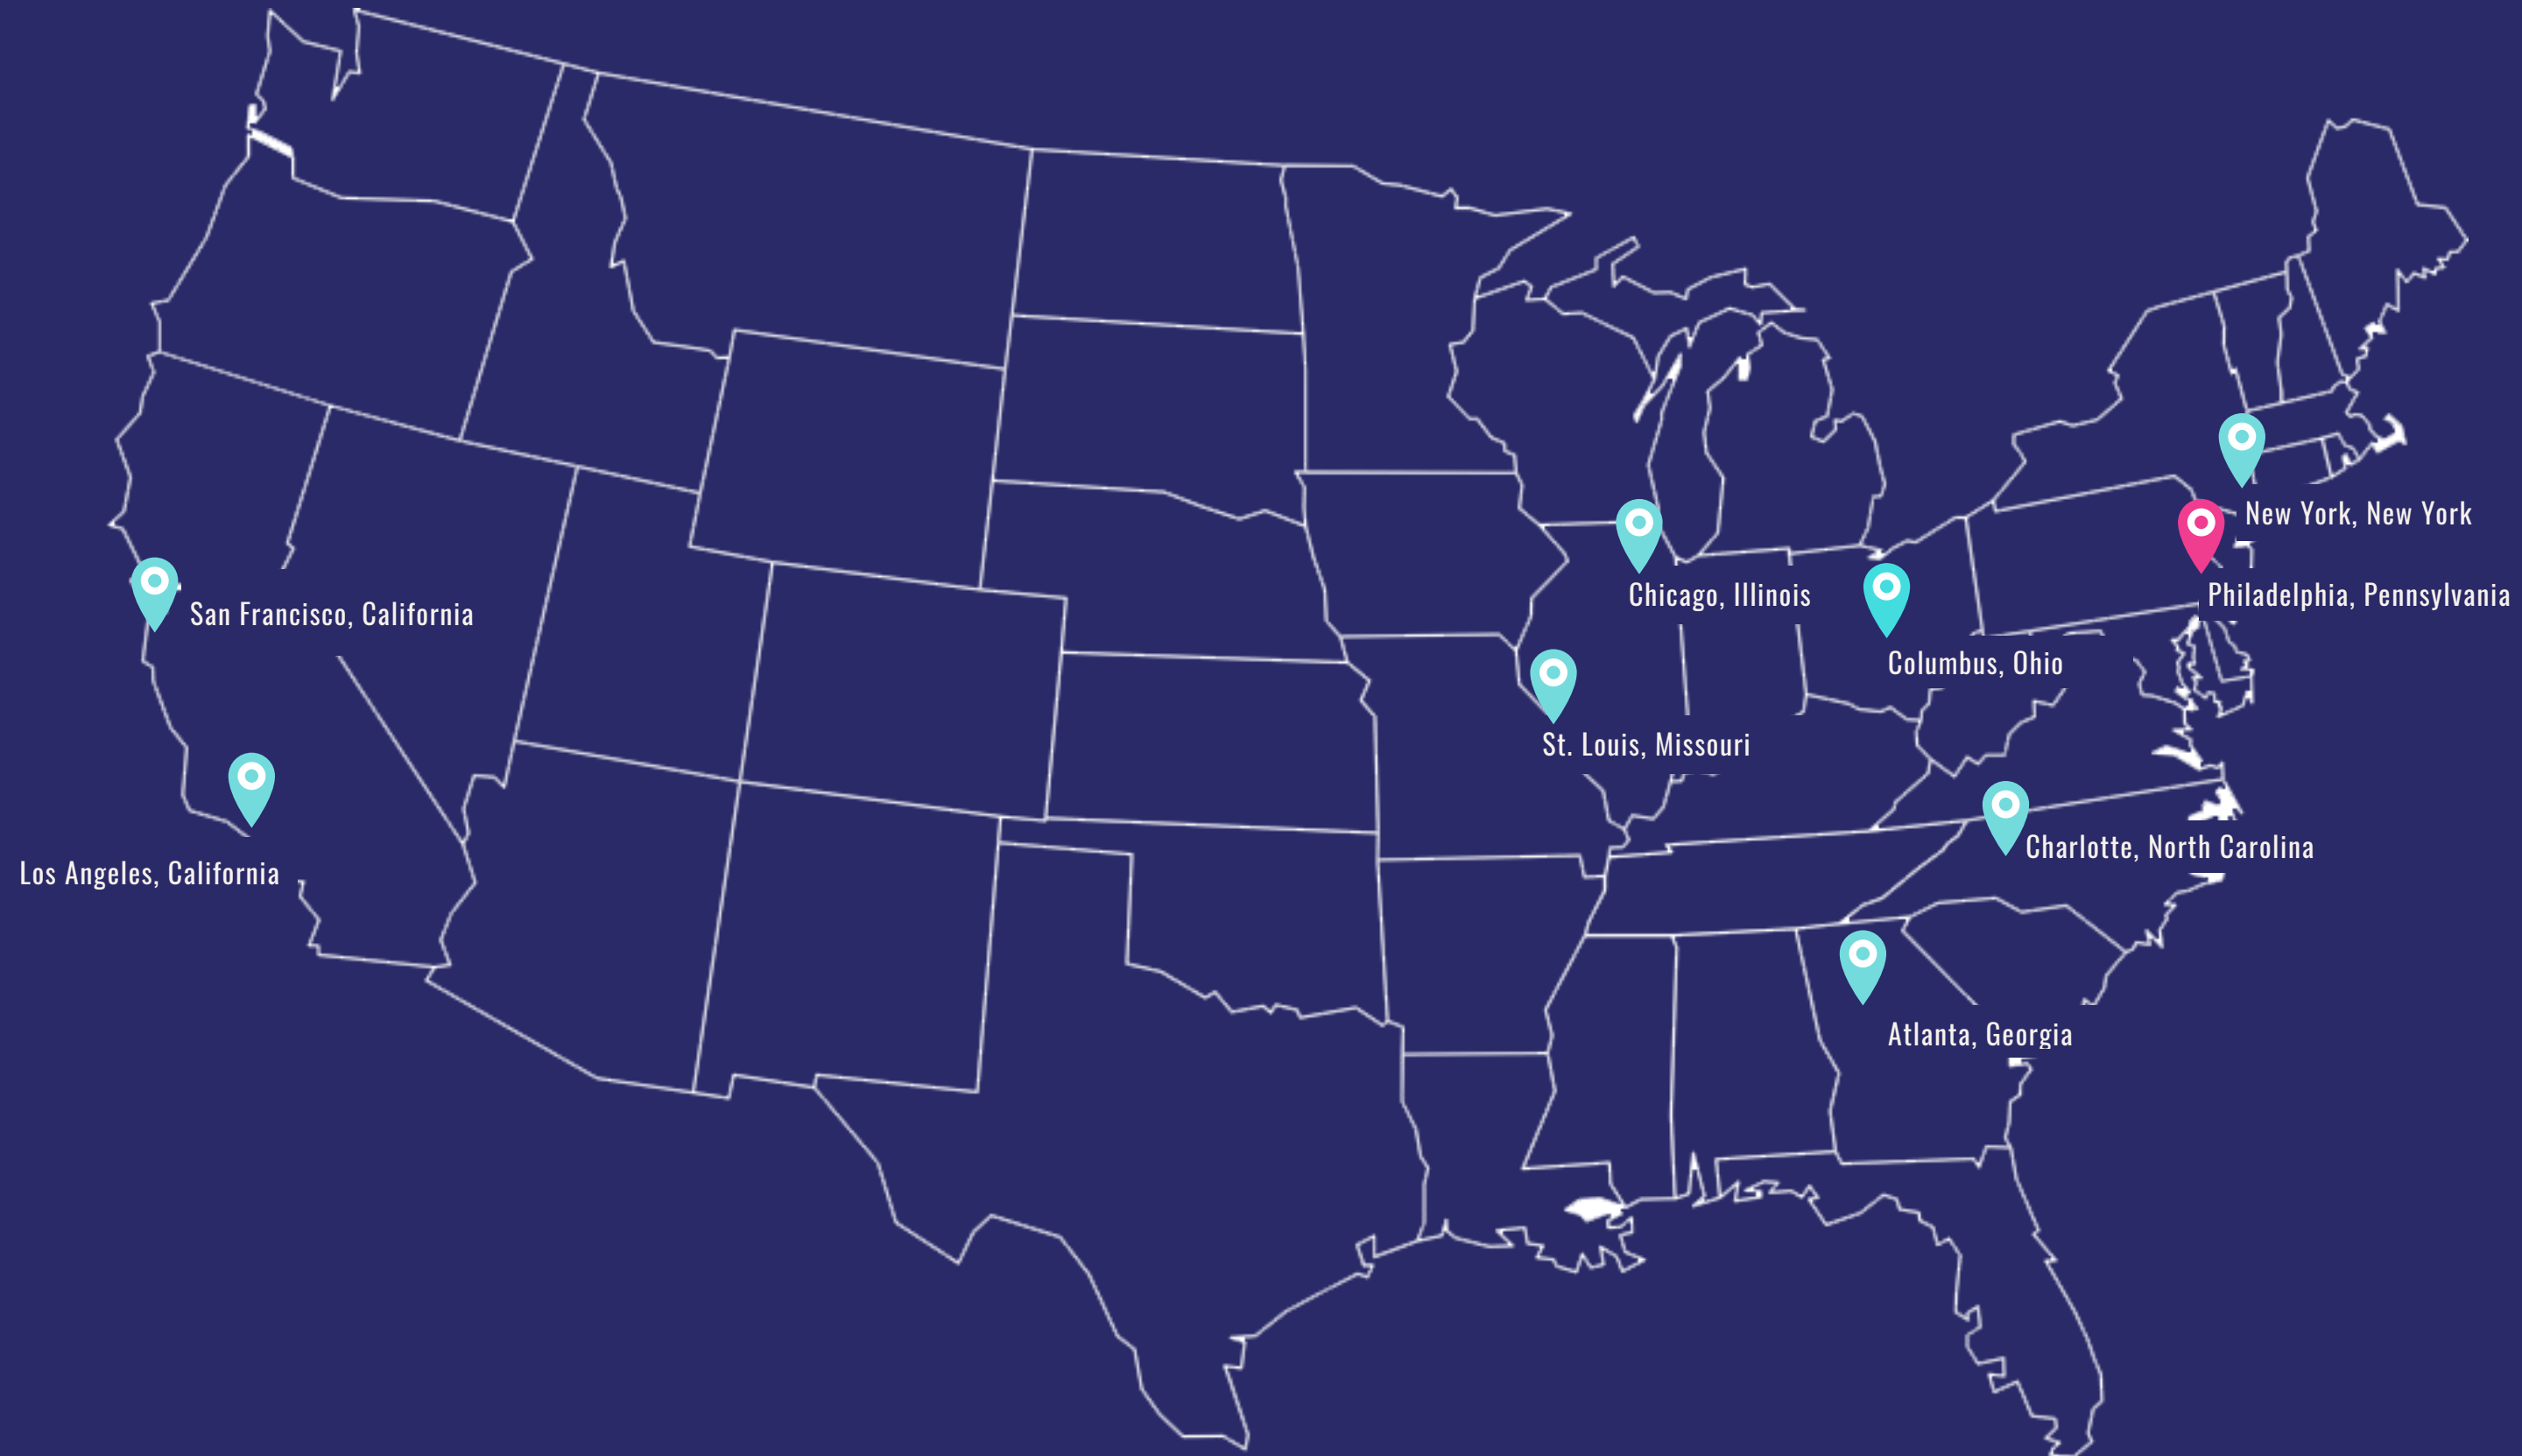 New York, New York
Philadelphia, Pennsylvania
Chicago, Illinois
San Francisco, California
Columbus, Ohio
St. Louis, Missouri
Charlotte, North Carolina
Los Angeles, California
Atlanta, Georgia